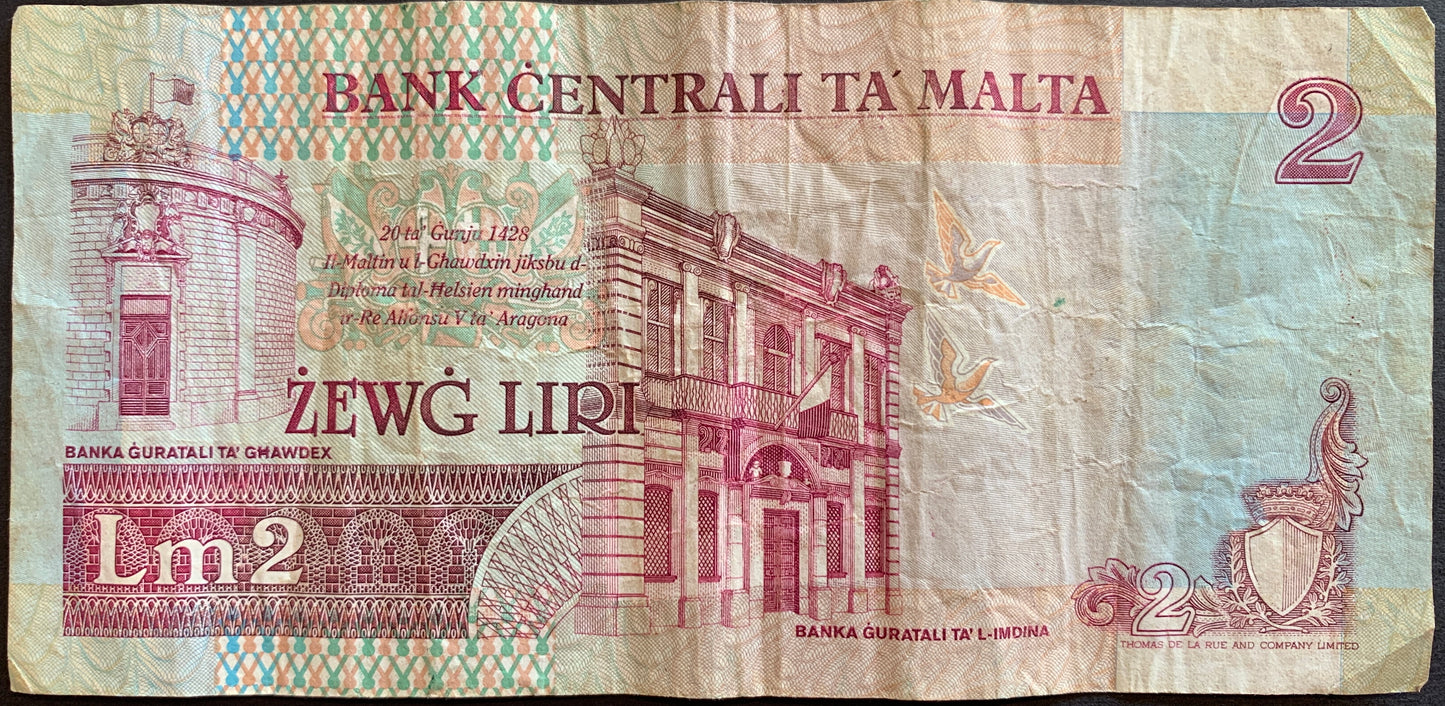 BANK ĊENTRALI TA' MALTA
2
20 ta' Ġunju 1428
Il-Maltin u l-Għawdxin jiksbu d-
Diploma tal-Ħelsien mingħand
ir-Re Alfonsu V ta' Aragona
ŻEWĠ LIRI
BANKA ĠURATALI TA' GĦAWDEX
Lm2
BANKA ĠURATALI TA' L-IMDINA
2
THOMAS DE LA RUE AND COMPANY LIMITED